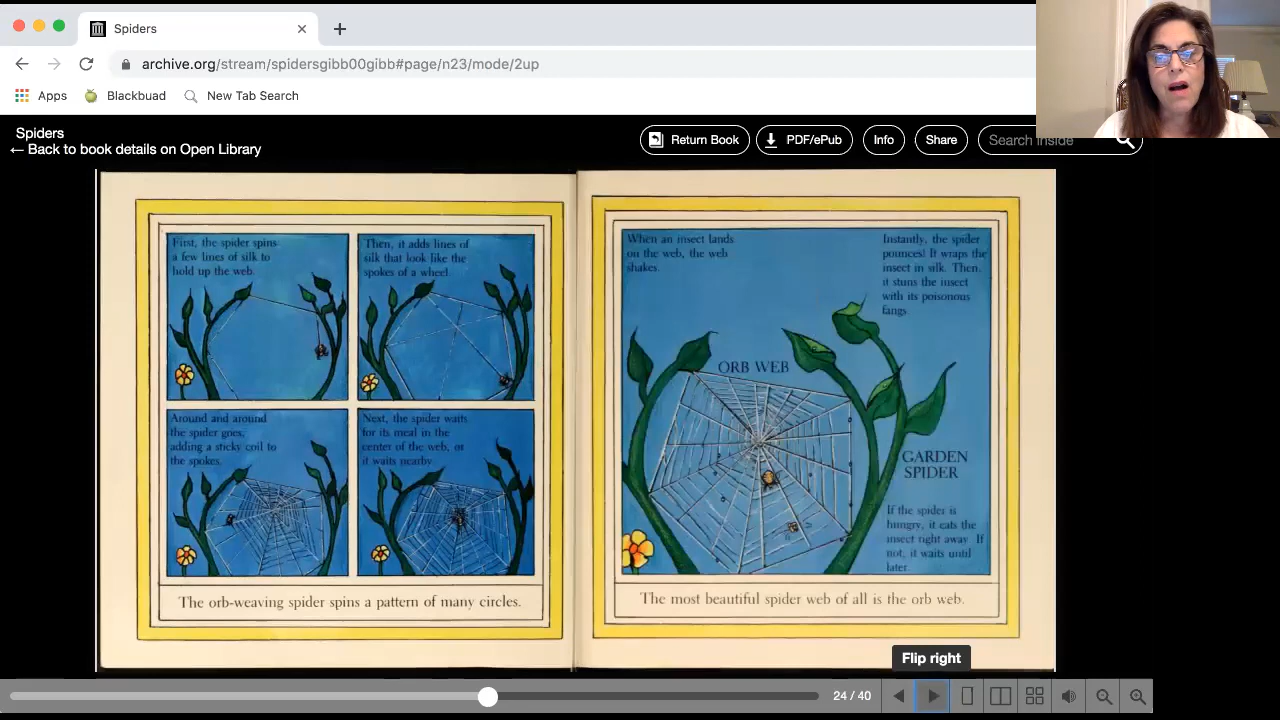 Spiders
archive.org/stream/spidersgibb00gibb#page/n23/mode/2up
Apps
Blackbuad
New Tab Search
Spiders
← Back to book details on Open Library
Return Book
PDF/ePub
Info
Share
Search inside
First, the spider spins
a few lines of silk to
hold up the web.
Then, it adds lines of
silk that look like the
spokes of a wheel.
Around and around
the spider goes,
adding a sticky coil to
the spokes.
Next, the spider waits
for its meal in the
center of the web, or
it waits nearby.
The orb-weaving spider spins a pattern of many circles.
When an insect lands
on the web, the web
shakes.
Instantly, the spider
pounces! It wraps the
insect in silk. Then,
it stuns the insect
with its poisonous
fangs.
ORB WEB
GARDEN
SPIDER
If the spider is
hungry, it eats the
insect right away. If
not, it waits until
later.
The most beautiful spider web of all is the orb web.
Flip right
24 / 40